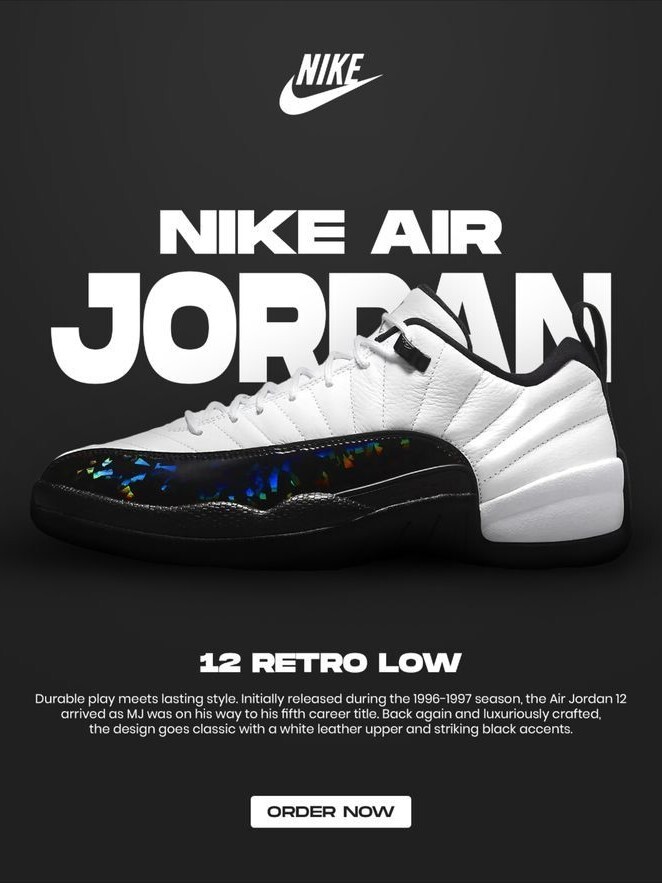 NIKE
NIKE AIR
JORDAN
12 RETRO LOW
Durable play meets lasting style. Initially released during the 1996-1997 season, the Air Jordan 12
arrived as MJ was on his way to his fifth career title. Back again and luxuriously crafted,
the design goes classic with a white leather upper and striking black accents.
ORDER NOW